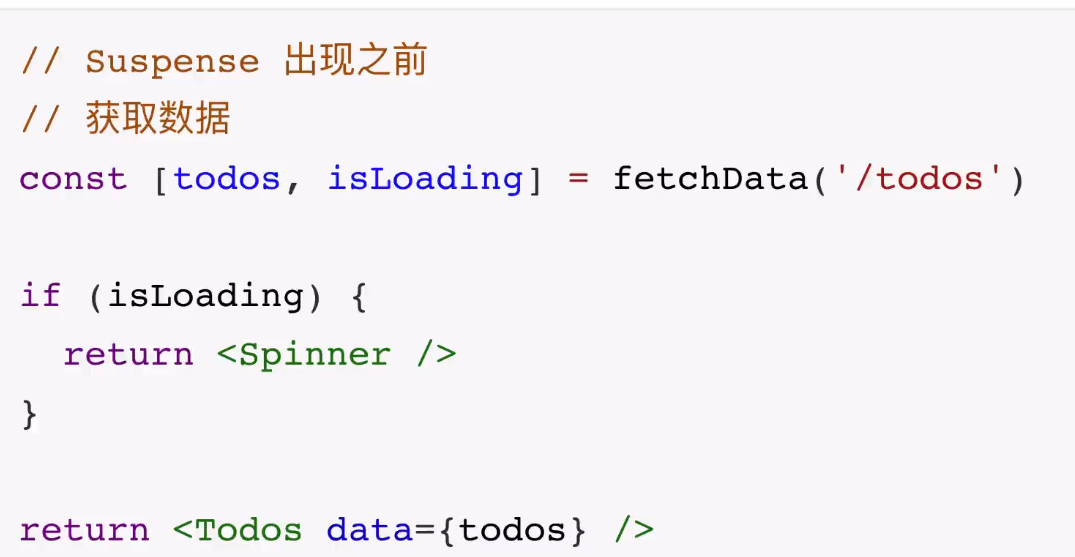 // Suspense 出现之前
// 获取数据
const [todos, isLoading] = fetchData('/todos')
if (isLoading) {
return <Spinner />
}
return <Todos data={todos} />